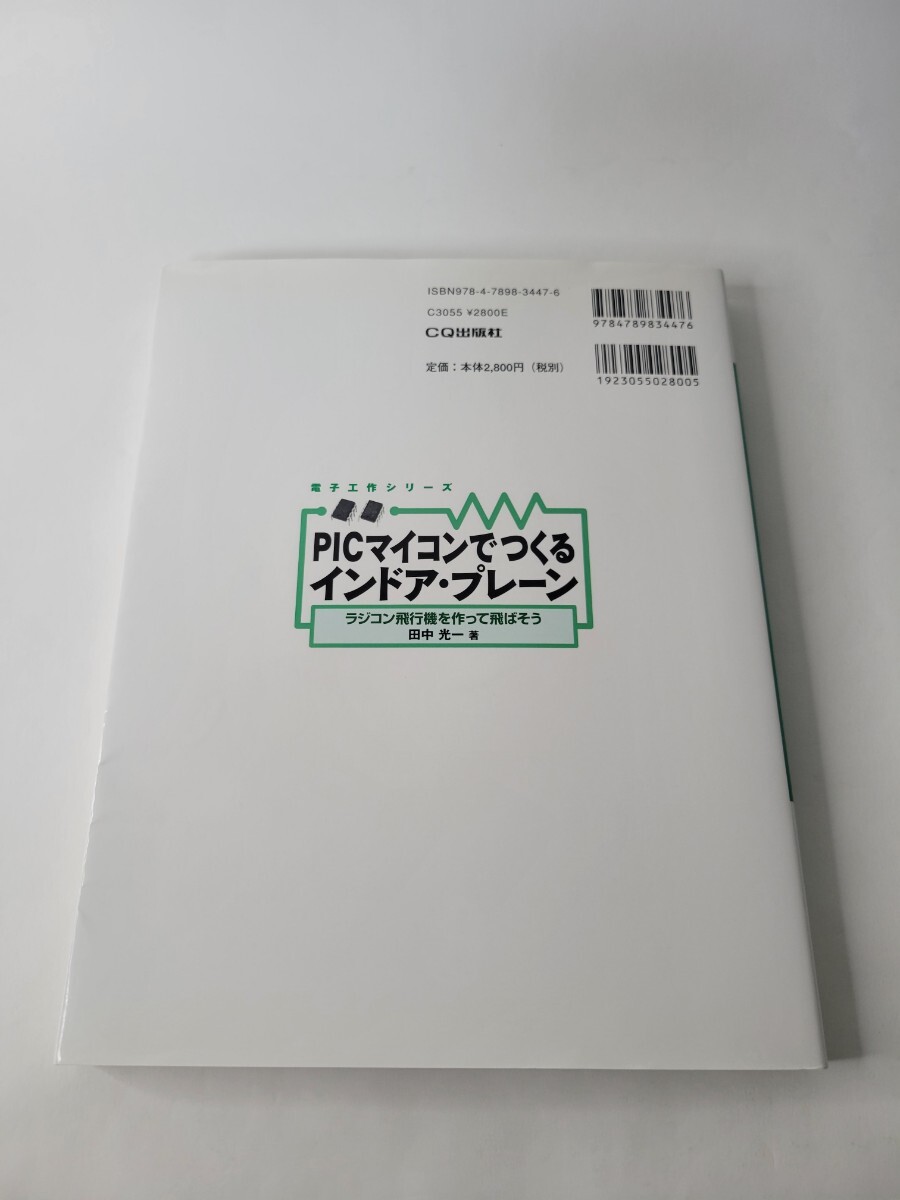 ISBN978-4-7898-3447-6
C3055 ¥2800E
CQ出版社
定価：本体2,800円（税別）
9784789834476
1923055028005
電子工作シリーズ
PICマイコンでつくる
インドア・プレーン
ラジコン飛行機を作って飛ばそう
田中 光一 著